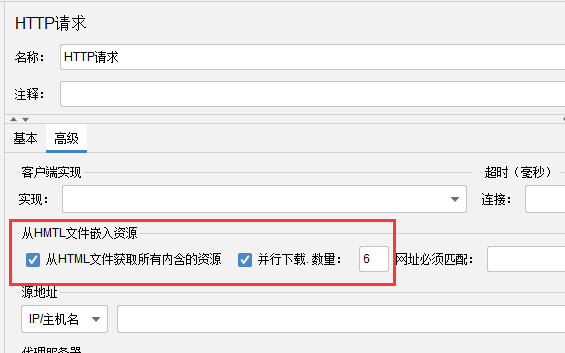 HTTP请求
名称： HTTP请求
注释：
基本 高级
客户端实现 超时（毫秒）
实现： 连接：
从HMTL文件嵌入资源
从HTML文件获取所有内含的资源 并行下载.数量： 6 网址必须匹配：
源地址
IP/主机名
代理服务器